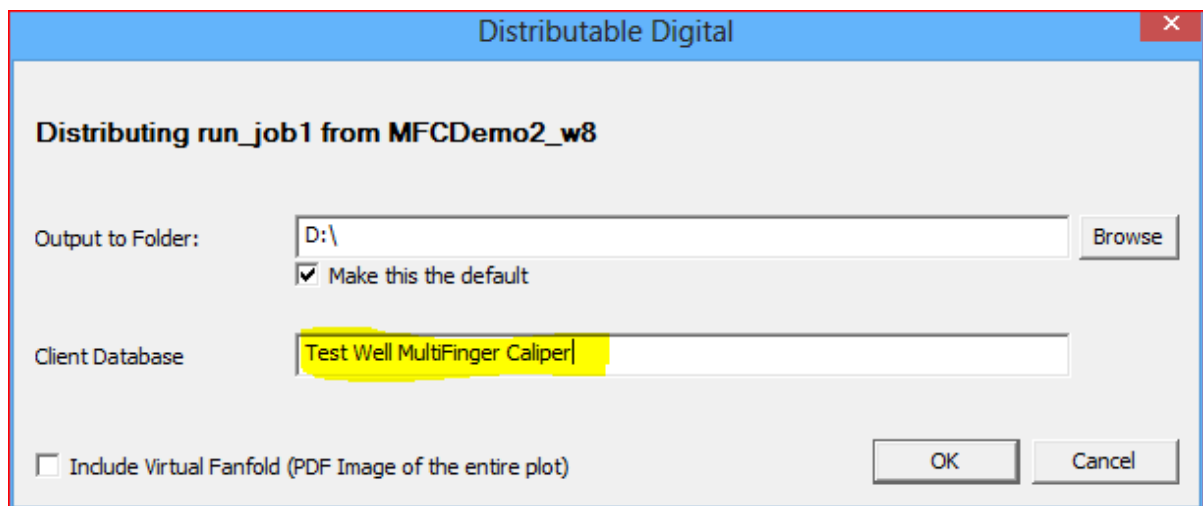 Distributable Digital
Distributing run_job1 from MFCDemo2_w8
Output to Folder: D:\ Browse
Make this the default
Client Database Test Well MultiFinger Caliper
Include Virtual Fanfold (PDF Image of the entire plot) OK Cancel